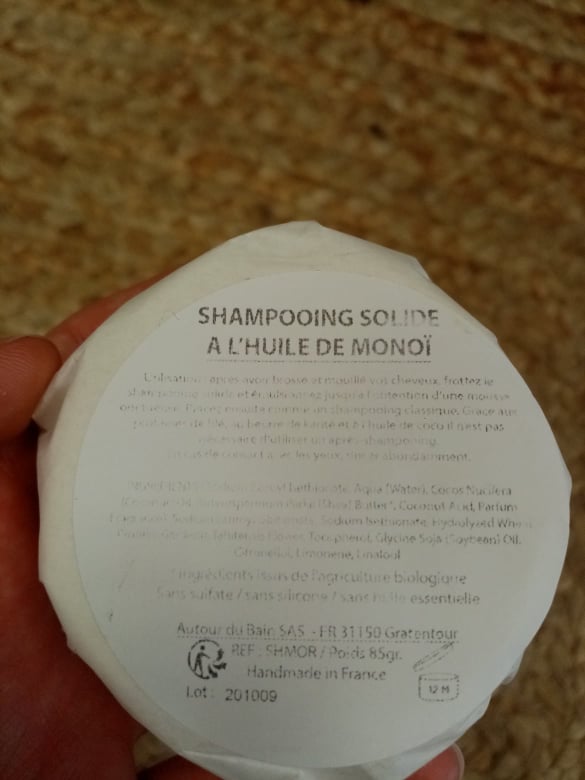 SHAMPOOING SOLIDE
A L'HUILE DE MONOÏ
Utilisation après avoir brossé et mouillé vos cheveux, frottez le
shampooing solide et émulsionnez jusqu'à l'obtention d'une mousse
onctueuse. Rincez ensuite comme un shampooing classique. Grâce aux
protéines de blé, au beurre de karité et à l'huile de coco il n'est pas
nécessaire d'utiliser un après-shampooing.
En cas de contact avec les yeux, rincer abondamment.
INGREDIENTS Sodium Cocoyl Isethionate, Aqua (Water), Cocos Nucifera
(Coconut) Oil, Butyrospermum Parkii (Shea) Butter*, Coconut Acid, Parfum
Sodium Isethionate, Hydrolyzed Wheat
Gardenia Tahitensis Flower, Tocopherol, Glycine Soja (Soybean) Oil,
Citronellol, Limonene, Linalool
* ingrédients issus de l'agriculture biologique
Sans sulfate / sans silicone / sans huile essentielle
Autour du Bain SAS - FR 31150 Gratentour
REF : SHMOR / Poids 85gr.
Handmade in France
Lot : 201009
12 M